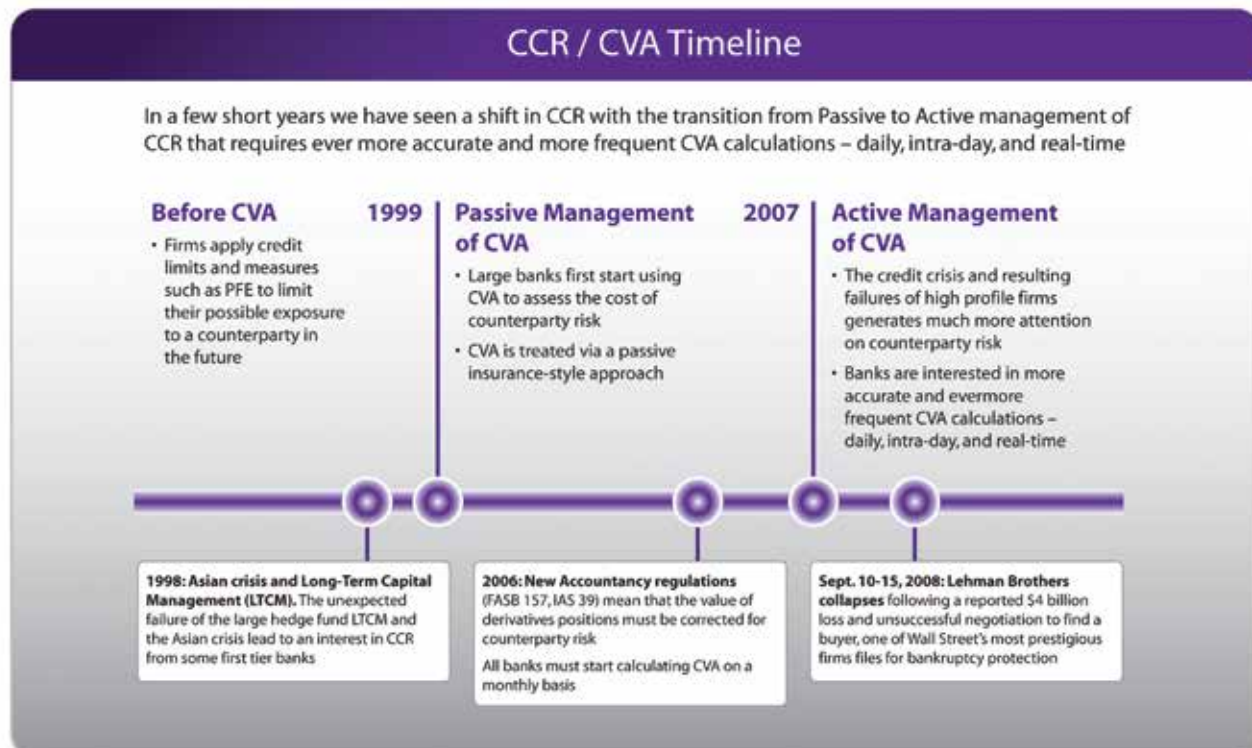 CCR / CVA Timeline
In a few short years we have seen a shift in CCR with the transition from Passive to Active management of
CCR that requires ever more accurate and more frequent CVA calculations – daily, intra-day, and real-time
Before CVA
• Firms apply credit
limits and measures
such as PFE to limit
their possible exposure
to a counterparty in
the future
1999
Passive Management
of CVA
• Large banks first start using
CVA to assess the cost of
counterparty risk
• CVA is treated via a passive
insurance-style approach
2007
Active Management
of CVA
• The credit crisis and resulting
failures of high profile firms
generates much more attention
on counterparty risk
• Banks are interested in more
accurate and evermore
frequent CVA calculations –
daily, intra-day, and real-time
1998: Asian crisis and Long-Term Capital
Management (LTCM). The unexpected
failure of the large hedge fund LTCM and
the Asian crisis lead to an interest in CCR
from some first tier banks
2006: New Accountancy regulations
(FASB 157, IAS 39) mean that the value of
derivatives positions must be corrected for
counterparty risk
All banks must start calculating CVA on a
monthly basis
Sept. 10-15, 2008: Lehman Brothers
collapses following a reported $4 billion
loss and unsuccessful negotiation to find a
buyer, one of Wall Street's most prestigious
firms files for bankruptcy protection